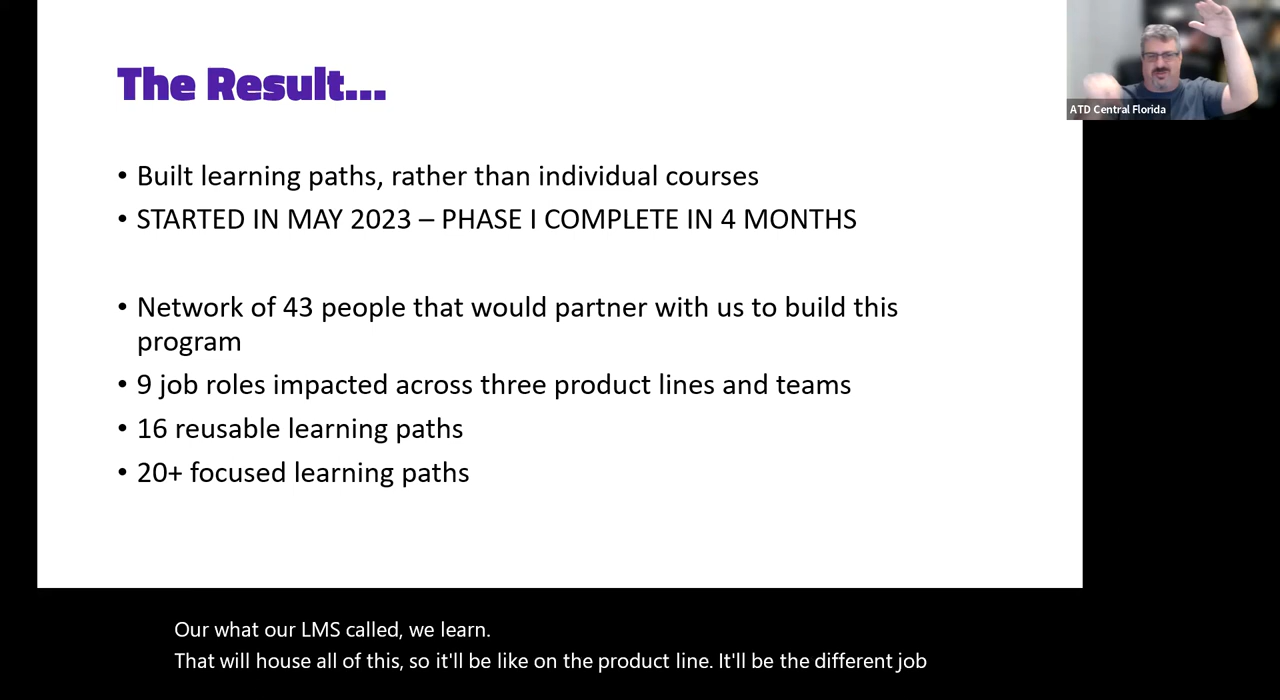 The Result...
• Built learning paths, rather than individual courses
• STARTED IN MAY 2023 – PHASE I COMPLETE IN 4 MONTHS
• Network of 43 people that would partner with us to build this
program
• 9 job roles impacted across three product lines and teams
• 16 reusable learning paths
• 20+ focused learning paths
ATD Central Florida
Our what our LMS called, we learn.
That will house all of this, so it'll be like on the product line. It'll be the different job